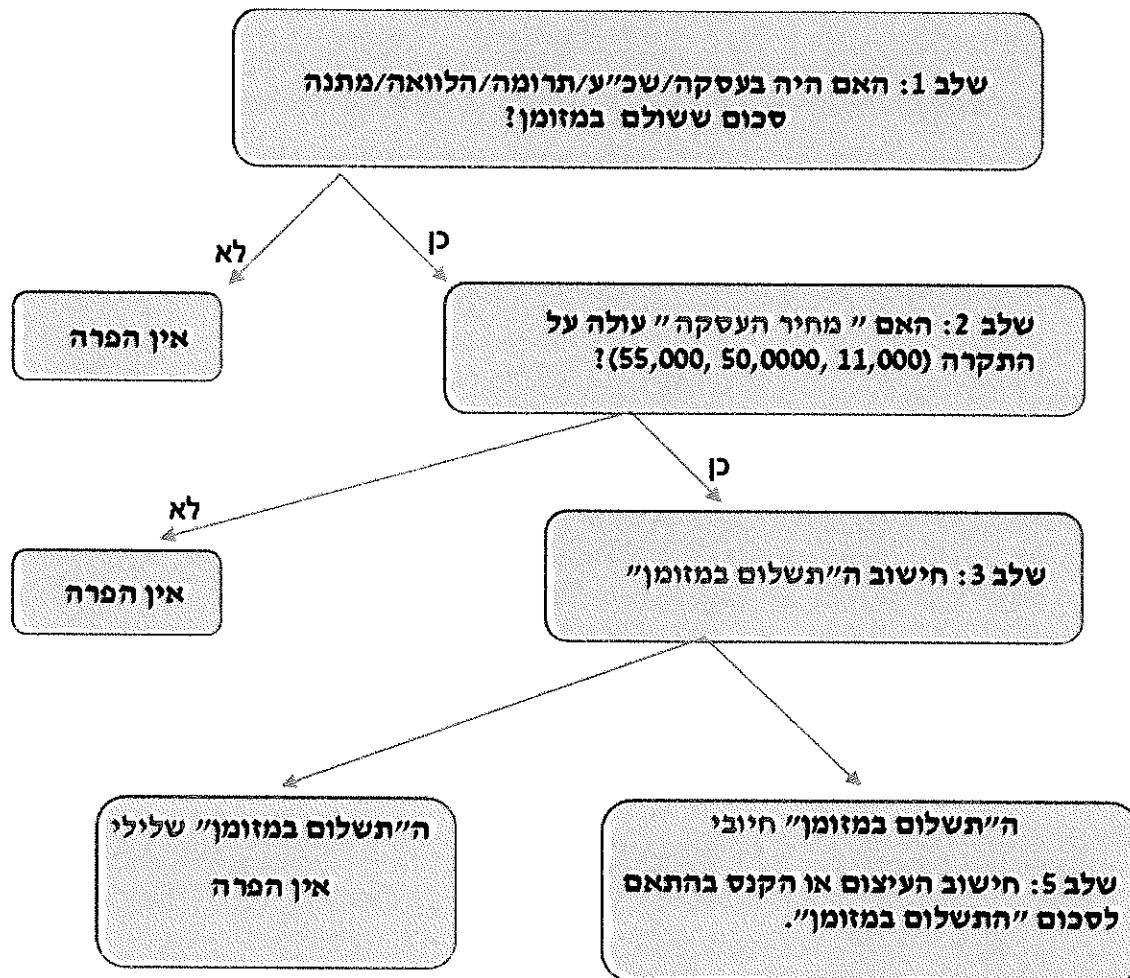 שלב 1: האם היה בעסקה/שכ"ע/תרומה/הלוואה/מתנה
סכום ששולם במזומן?
לא
כן
אין הפרה
שלב 2: האם "מחיר העסקה" עולה על
התקרה (11,000, 50,0000, 55,000)?
לא
כן
אין הפרה
שלב 3: חישוב ה"תשלום במזומן"
ה"תשלום במזומן" חיובי
שלב 5: חישוב העיצום או הקנס בהתאם
לסכום "התשלום במזומן".
ה"תשלום במזומן" שלילי
אין הפרה